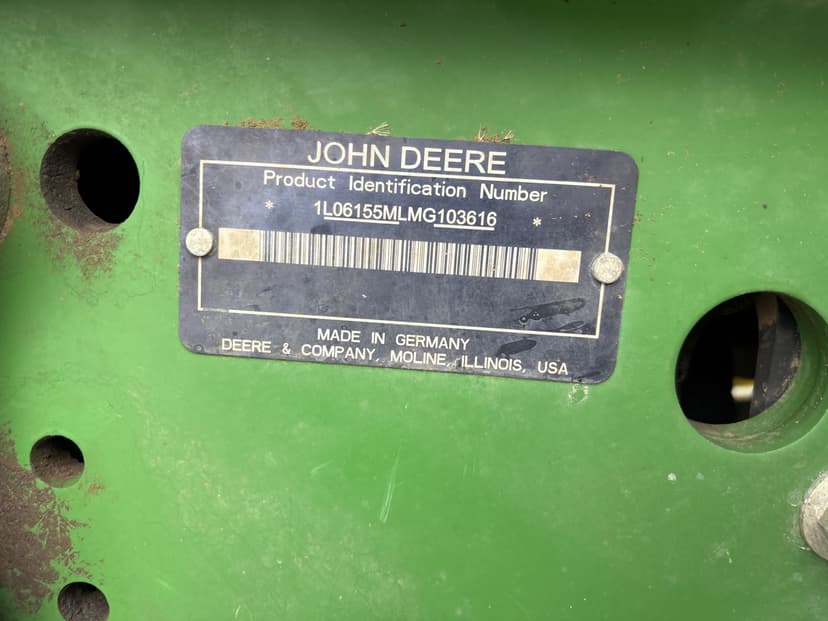 JOHN DEERE
Product Identification Number
* 1L06155MLMG103616 *
MADE IN GERMANY
DEERE & COMPANY, MOLINE, ILLINOIS, USA